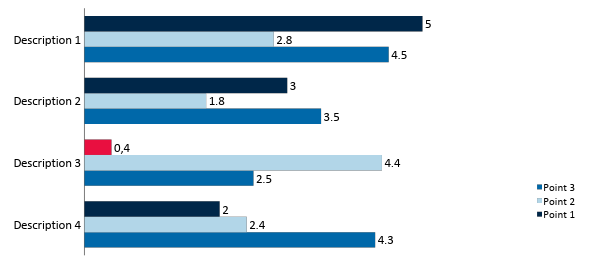 5
Description 1
2.8
4.5
3
Description 2
1.8
3.5
0,4
Description 3
4.4
2.5
2
Description 4
2.4
4.3
Point 3
Point 2
Point 1